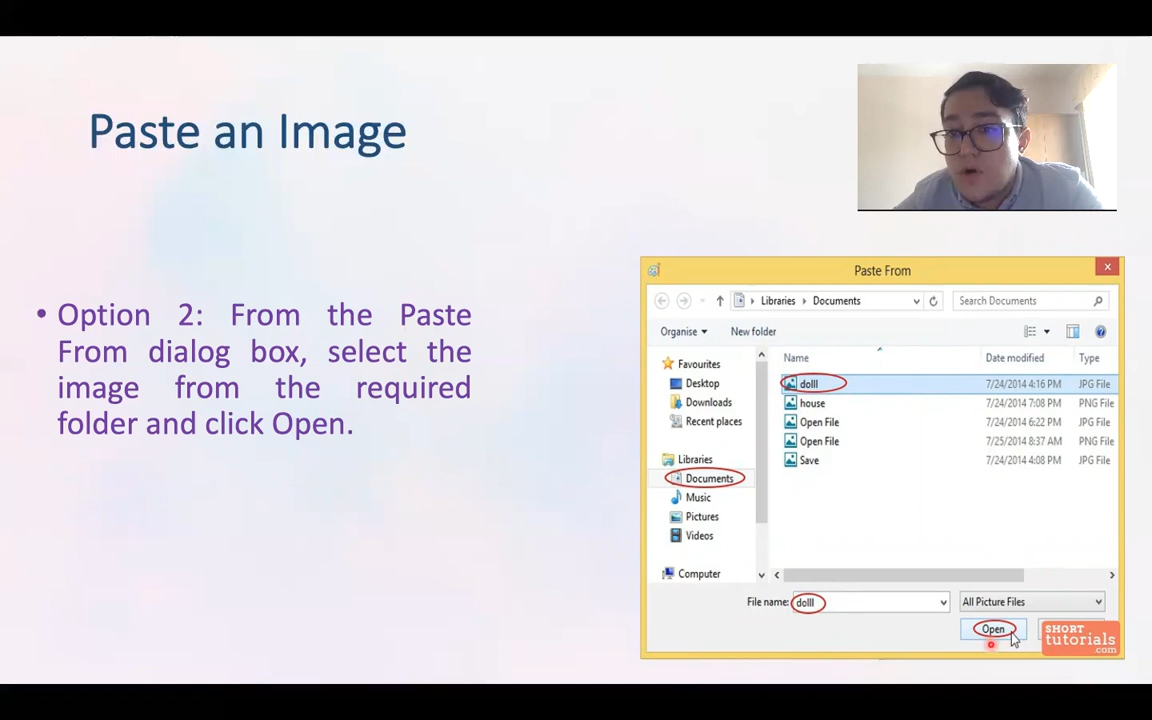 Paste an Image
• Option 2: From the Paste
From dialog box, select the
image from the required
folder and click Open.
Paste From
Libraries Documents
Search Documents
Organise
New folder
Favourites
Desktop
Downloads
Recent places
Libraries
Documents
Music
Pictures
Videos
Computer
Name Date modified Type
dolll 7/24/2014 4:16 PM JPG File
house 7/24/2014 7:08 PM PNG File
Open File 7/24/2014 6:22 PM JPG File
Open File 7/25/2014 8:37 AM PNG File
Save 7/24/2014 4:08 PM JPG File
File name: dolll
All Picture Files
Open
SHORT
tutorials
.com